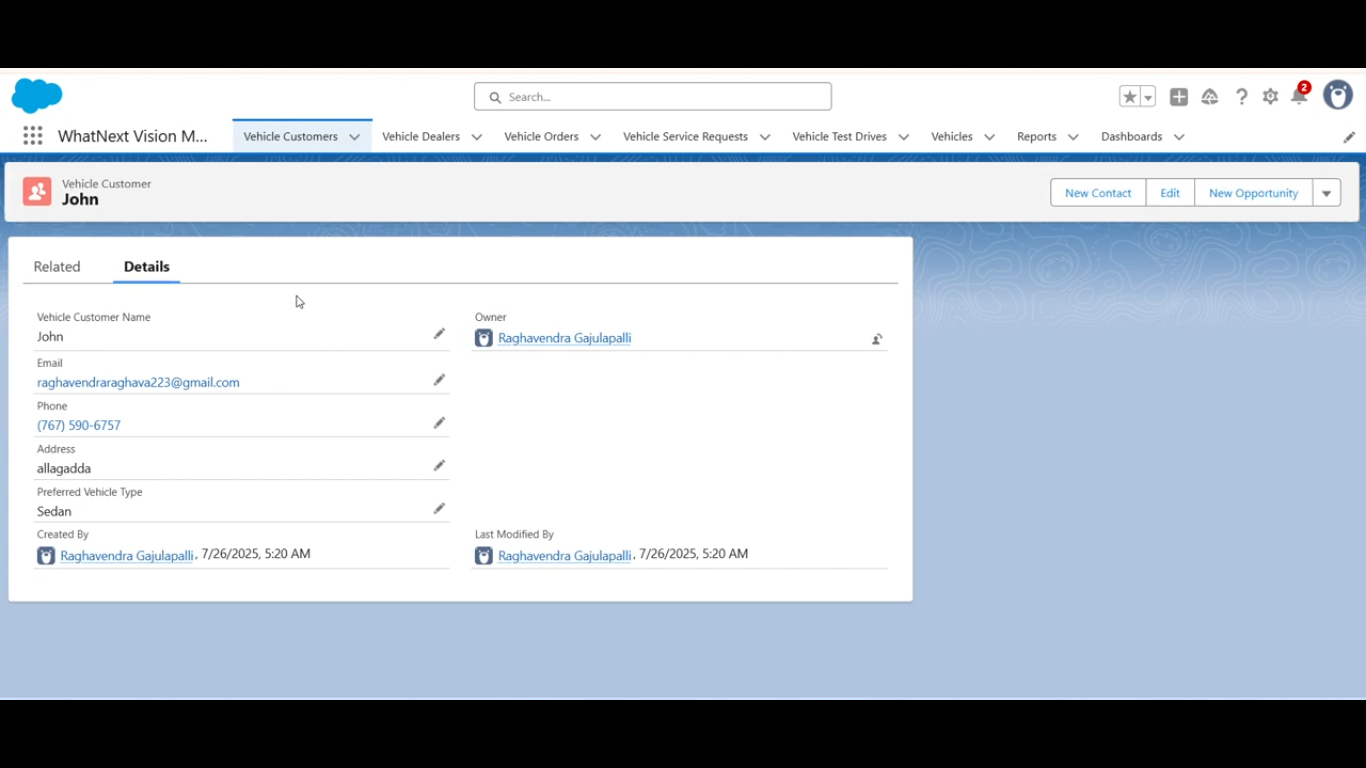 Search...
2
WhatNext Vision M...
Vehicle Customers
Vehicle Dealers
Vehicle Orders
Vehicle Service Requests
Vehicle Test Drives
Vehicles
Reports
Dashboards
Vehicle Customer
John
New Contact
Edit
New Opportunity
Related
Details
Vehicle Customer Name
John
Owner
Raghavendra Gajulapalli
Email
raghavendraraghava223@gmail.com
Phone
(767) 590-6757
Address
allagadda
Preferred Vehicle Type
Sedan
Created By
Raghavendra Gajulapalli, 7/26/2025, 5:20 AM
Last Modified By
Raghavendra Gajulapalli, 7/26/2025, 5:20 AM